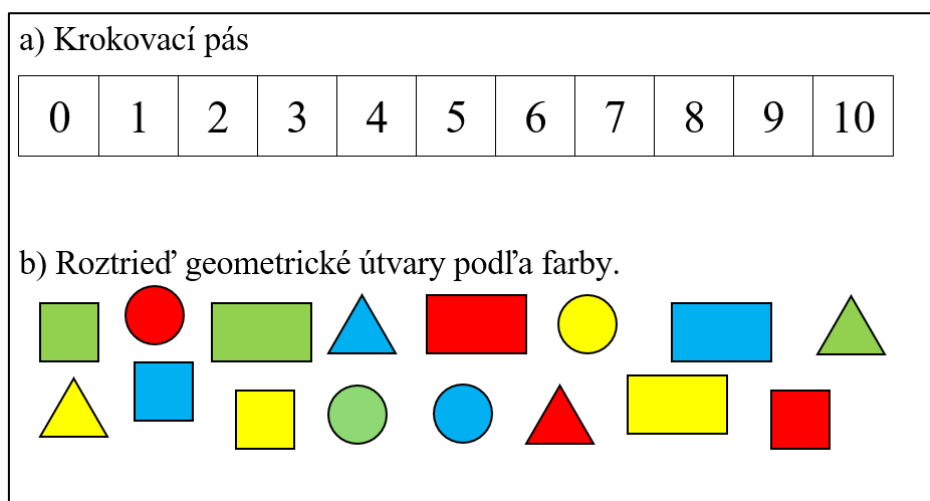 a) Krokovací pás
0 1 2 3 4 5 6 7 8 9 10
b) Roztrieď geometrické útvary podľa farby.